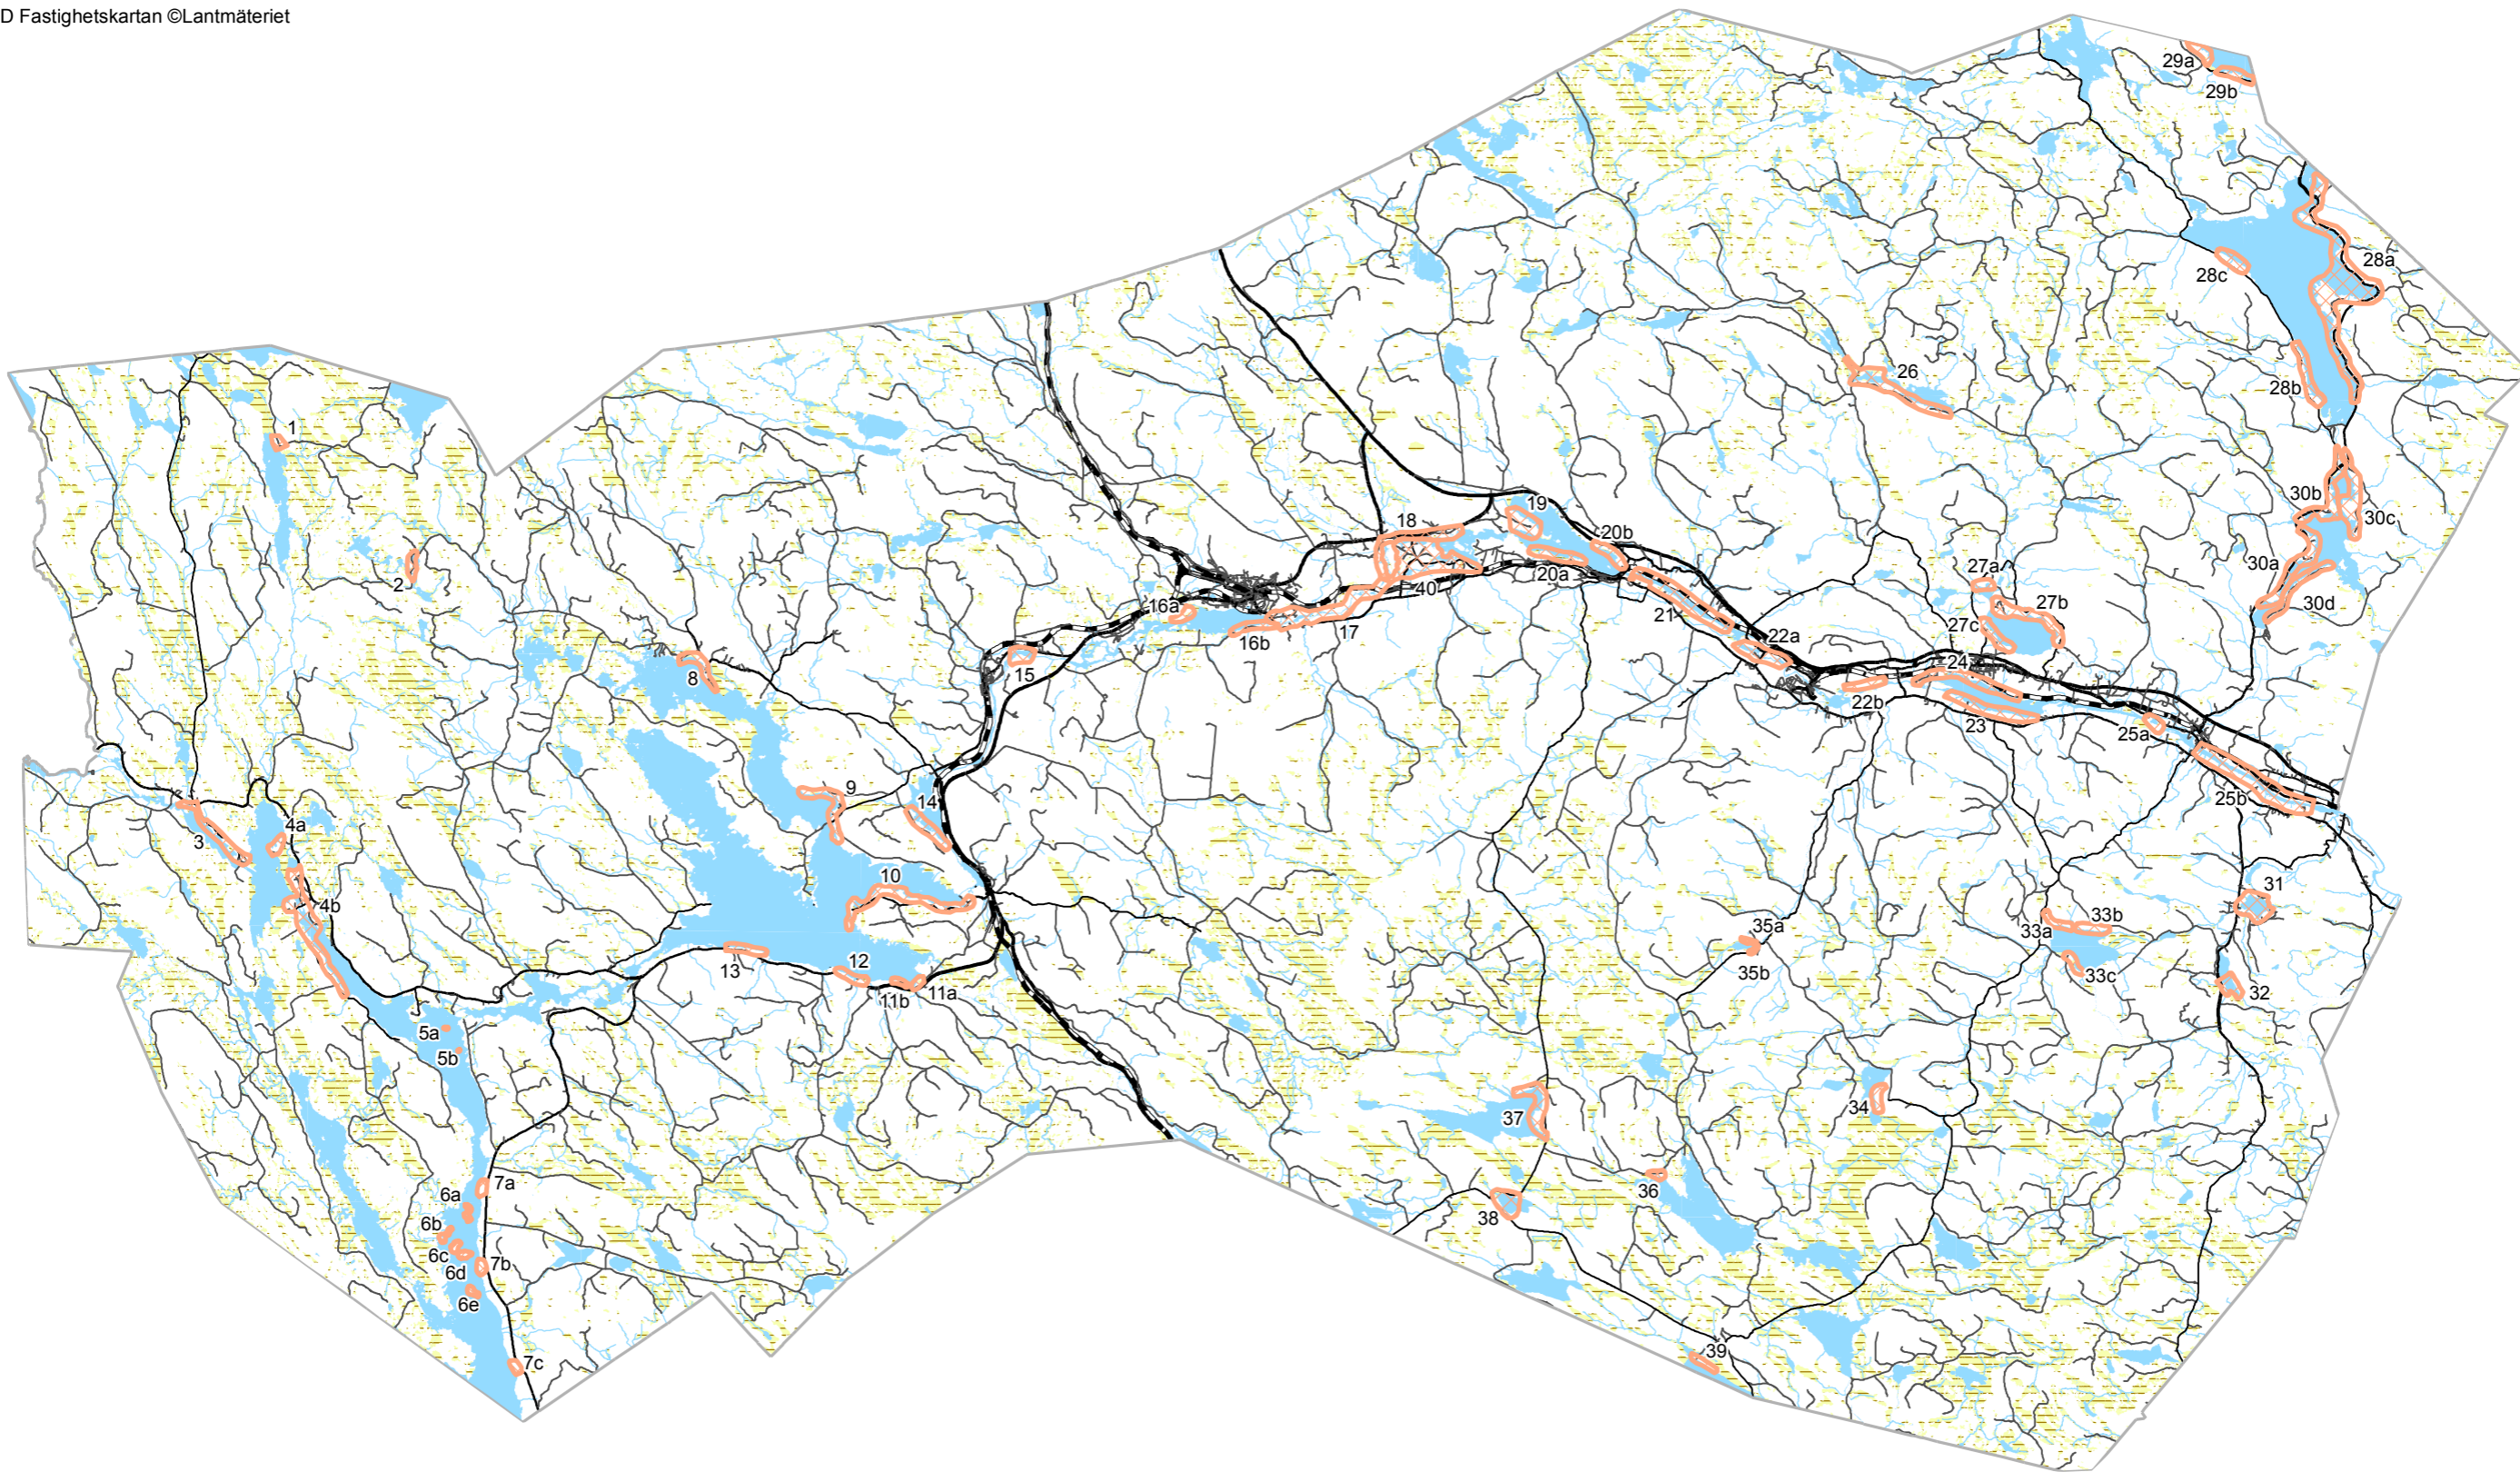 D Fastighetskartan ©Lantmäteriet
29a
29b
28a
28c
26
28b
1
30b
19
18
30c
20b
2
30a
27a
20a
40
30d
27b
16a
21
27c
17
22a
16b
24
15
8
22b
23
25a
9
25b
14
4a
3
10
31
4b
33b
35a
33a
12
13
35b
33c
11a
32
11b
5a
5b
34
37
7a
36
6a
38
6b
6c
7b
6d
6e
39
7c